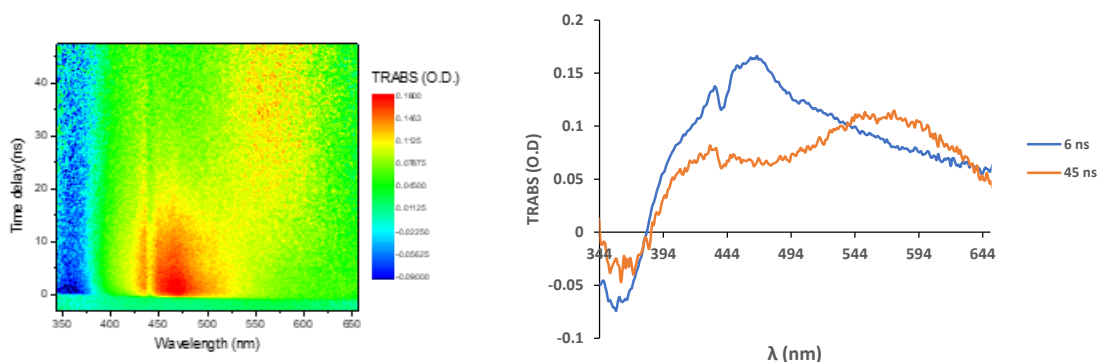 TRABS (O.D.)
0.1800
0.1463
0.1125
0.07875
0.04500
0.01125
-0.02250
-0.05625
-0.09000
Time delay(ns)
40
30
20
10
0
350 400 450 500 550 600 650
Wavelength (nm)
TRABS (O.D)
0.2
0.15
0.1
0.05
0
-0.05
-0.1
344 394 444 494 544 594 644
λ (nm)
6 ns
45 ns